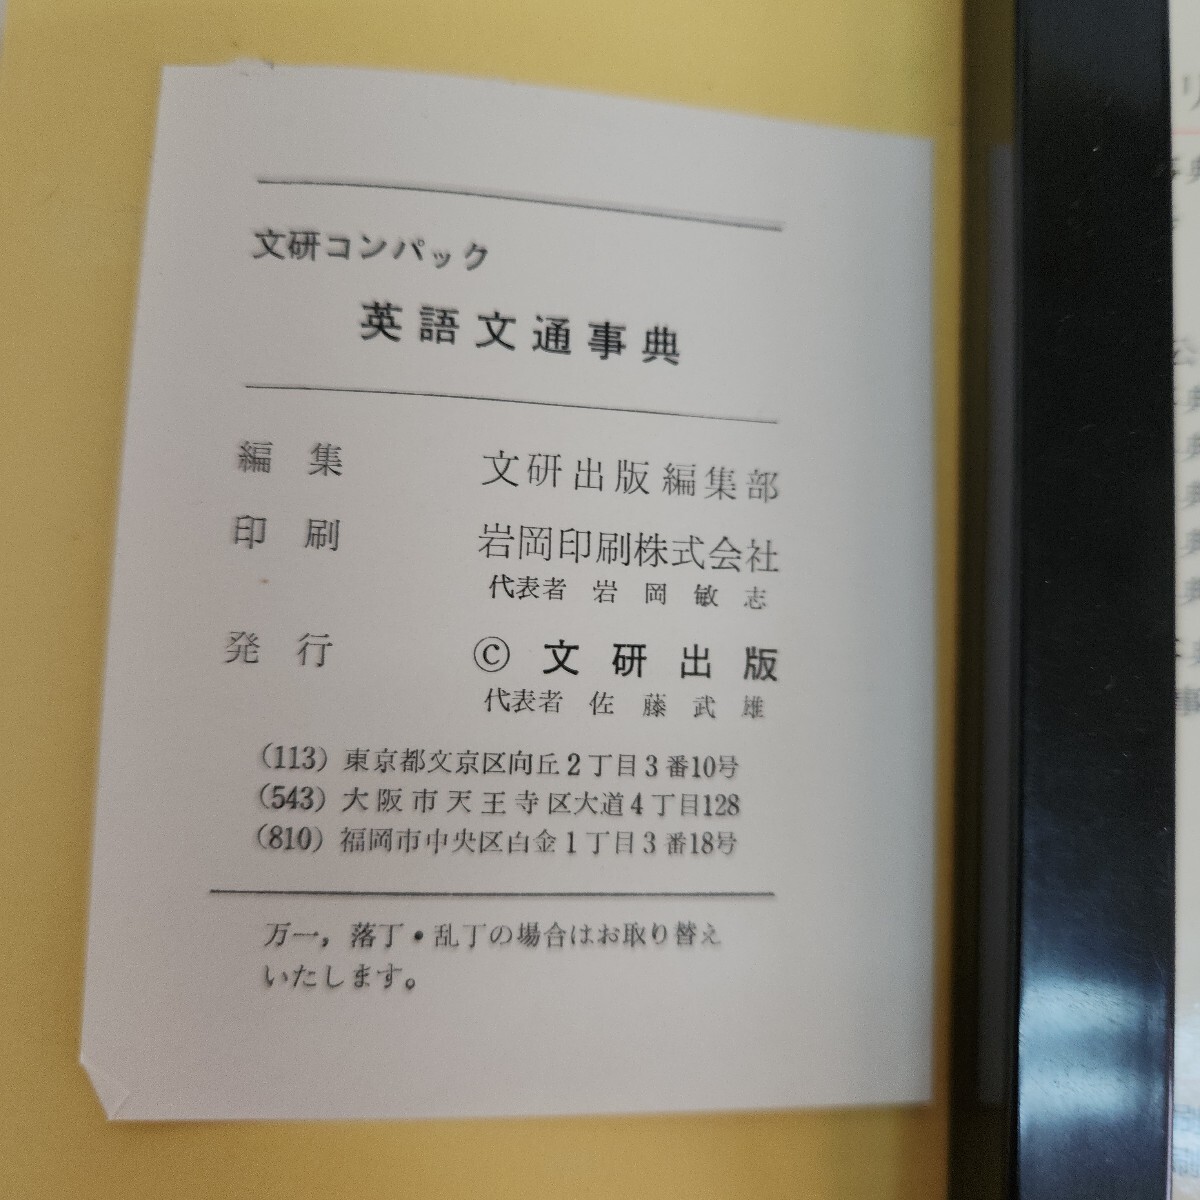 文研コンパック
英語文通事典
編集 文研出版編集部
印刷 岩岡印刷株式会社
代表者 岩岡敏志
発行 © 文研出版
代表者 佐藤武雄
(113) 東京都文京区向丘2丁目3番10号
(543) 大阪市天王寺区大道4丁目128
(810) 福岡市中央区白金1丁目3番18号
万一，落丁・乱丁の場合はお取り替え
いたします。